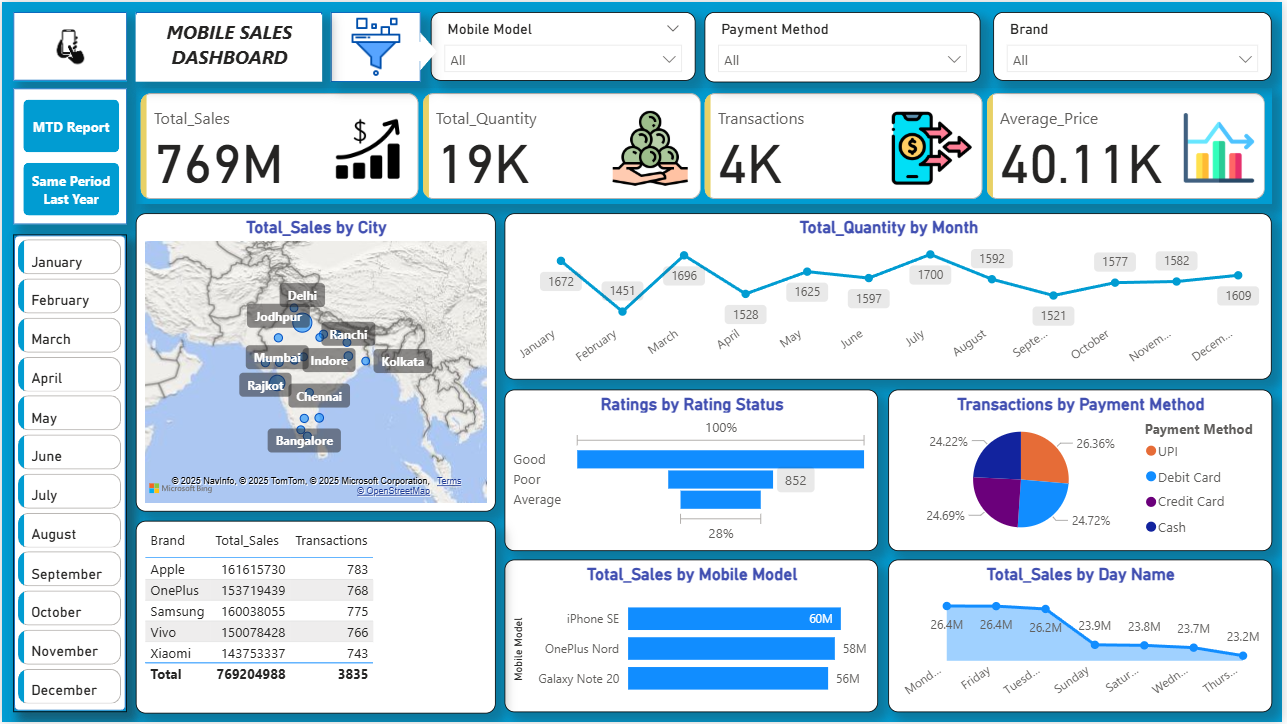 MOBILE SALES
DASHBOARD
Mobile Model
All
Payment Method
All
Brand
All
MTD Report
Same Period
Last Year
Total_Sales
769M
Total_Quantity
19K
Transactions
4K
Average_Price
40.11K
$
$
January
February
March
April
May
June
July
August
September
October
November
December
Total_Sales by City
Delhi
Jodhpur
Ranchi
Mumbai
Indore
Kolkata
Rajkot
Chennai
Bangalore
© 2025 NavInfo, © 2025 TomTom, © 2025 Microsoft Corporation, Terms
© OpenStreetMap
Microsoft Bing
Total_Quantity by Month
1672
1451
1696
1528
1625
1597
1700
1592
1521
1577
1582
1609
January
February
March
April
May
June
July
August
Septe...
October
Novem...
Decem...
Ratings by Rating Status
100%
Good
Poor
852
Average
28%
Transactions by Payment Method
24.22%
26.36%
24.69%
24.72%
Payment Method
UPI
Debit Card
Credit Card
Cash
Brand Total_Sales Transactions
Apple 161615730 783
OnePlus 153719439 768
Samsung 160038055 775
Vivo 150078428 766
Xiaomi 143753337 743
Total 769204988 3835
Total_Sales by Mobile Model
Mobile Model
iPhone SE 60M
OnePlus Nord 58M
Galaxy Note 20 56M
Total_Sales by Day Name
26.4M
26.4M
26.2M
23.9M
23.8M
23.7M
23.2M
Mond...
Friday
Tuesd...
Sunday
Satur...
Wedn...
Thurs...